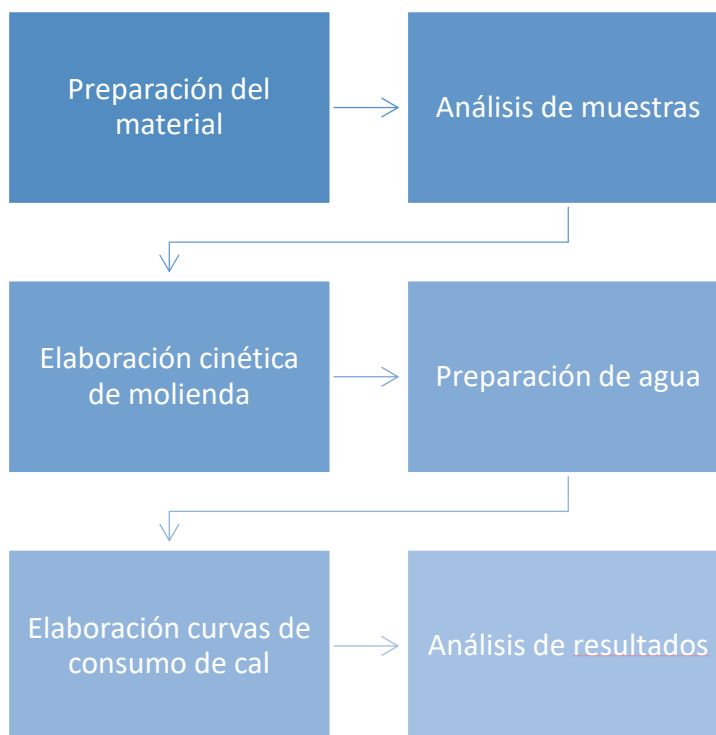 Preparación del
material
Análisis de muestras
Elaboración cinética
de molienda
Preparación de agua
Elaboración curvas de
consumo de cal
Análisis de resultados